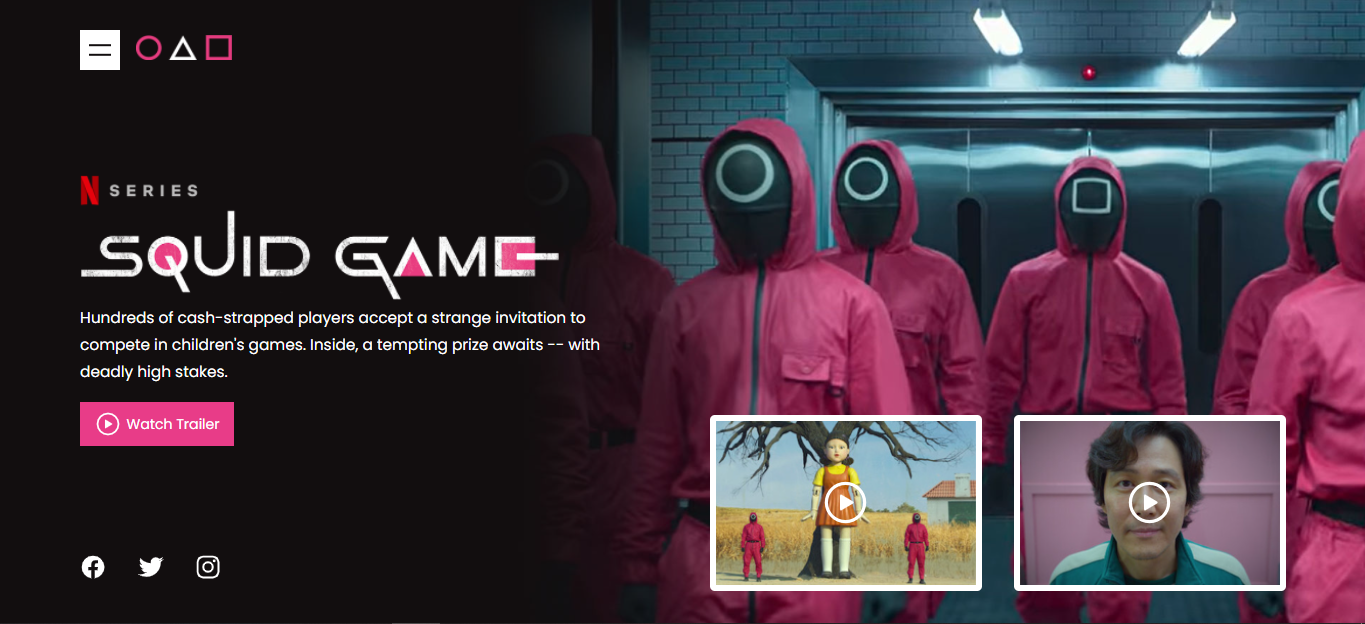 N SERIES
SQUID GAME
Hundreds of cash-strapped players accept a strange invitation to
compete in children's games. Inside, a tempting prize awaits -- with
deadly high stakes.
Watch Trailer